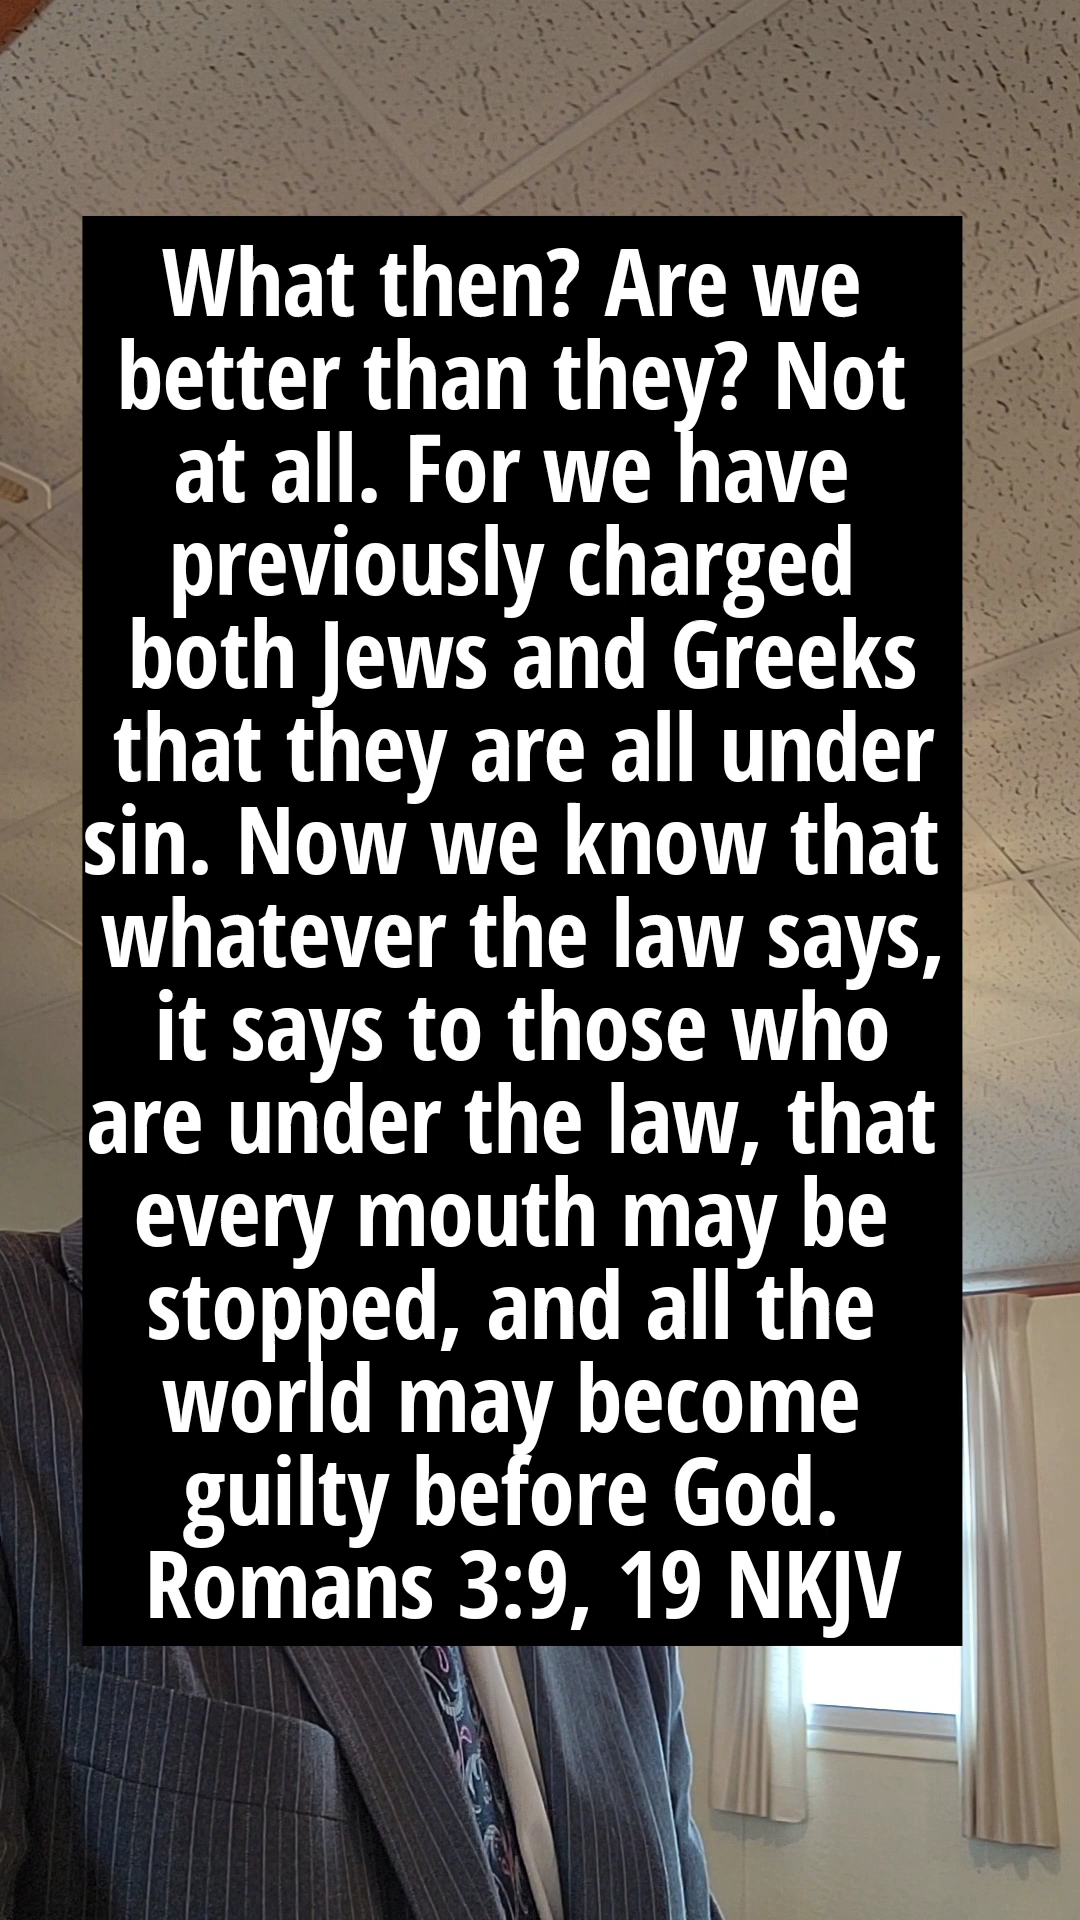 What then? Are we
better than they? Not
at all. For we have
previously charged
both Jews and Greeks
that they are all under
sin. Now we know that
whatever the law says,
it says to those who
are under the law, that
every mouth may be
stopped, and all the
world may become
guilty before God.
Romans 3:9, 19 NKJV